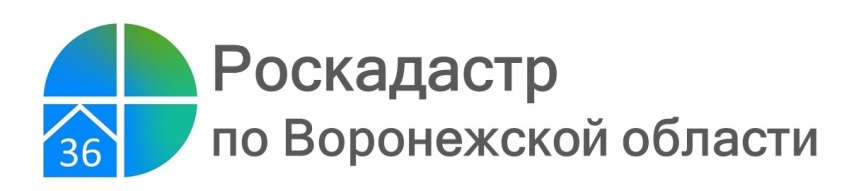 Роскадастр
по Воронежской области
36